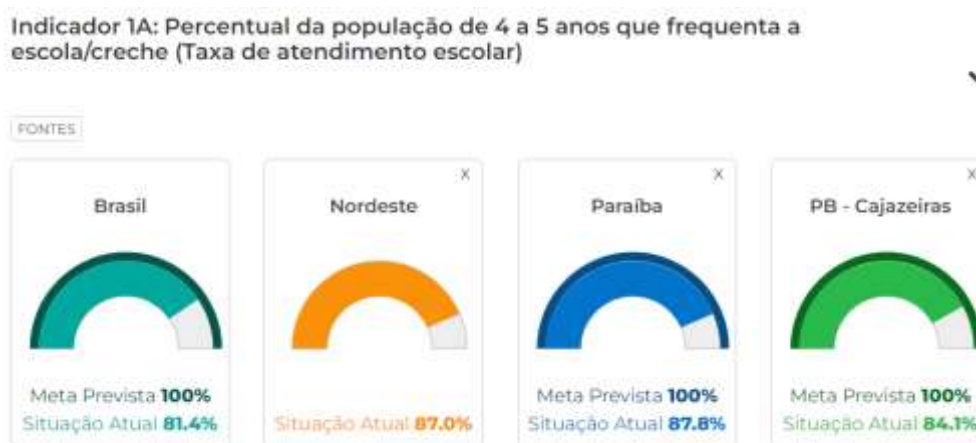 Indicador 1A: Percentual da população de 4 a 5 anos que frequenta a
escola/creche (Taxa de atendimento escolar)
FONTES
X
X
X
Brasil
Nordeste
Paraíba
PB - Cajazeiras
Meta Prevista 100%
Situação Atual 81.4%
Situação Atual 87.0%
Meta Prevista 100%
Situação Atual 87.8%
Meta Prevista 100%
Situação Atual 84.1%